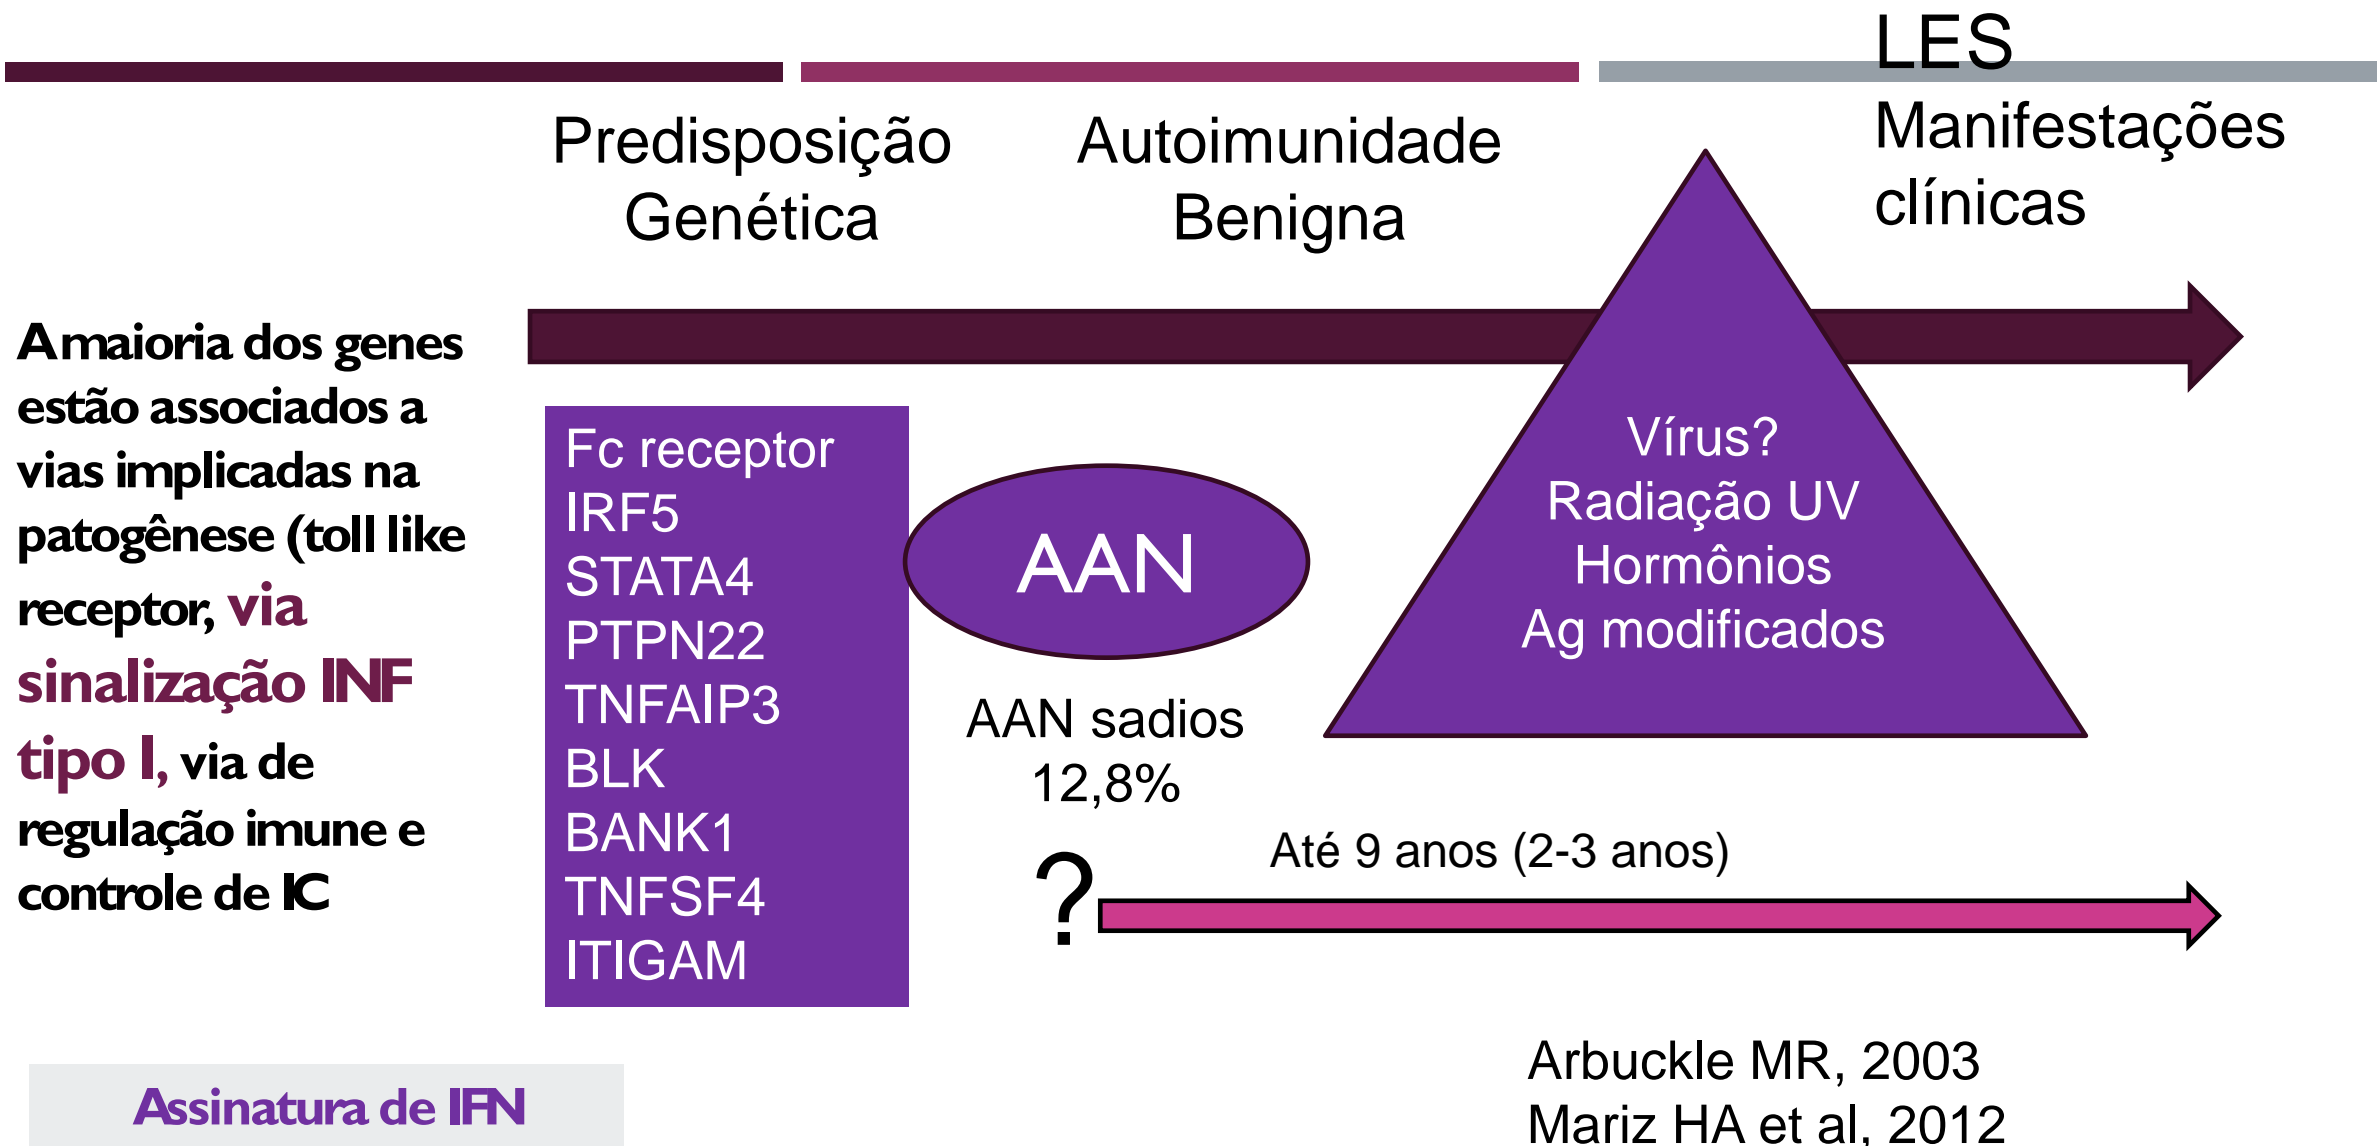 LES
Manifestações
clínicas
Predisposição
Genética
Autoimunidade
Benigna
A maioria dos genes
estão associados a
vias implicadas na
patogênese (toll like
receptor, via
sinalização INF
tipo I, via de
regulação imune e
controle de IC
Fc receptor
IRF5
STATA4
PTPN22
TNFAIP3
BLK
BANK1
TNFSF4
ITIGAM
AAN
AAN sadios
12,8%
?
Vírus?
Radiação UV
Hormônios
Ag modificados
Até 9 anos (2-3 anos)
Assinatura de IFN
Arbuckle MR, 2003
Mariz HA et al, 2012